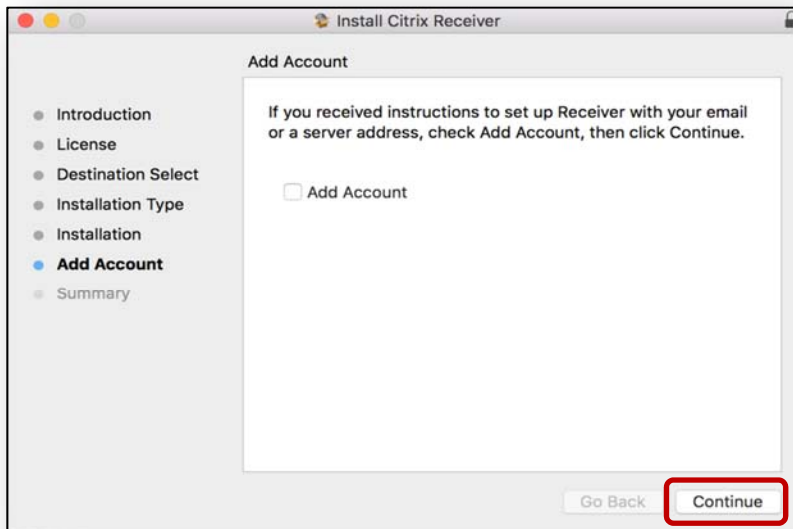 Install Citrix Receiver
Add Account
Introduction
License
Destination Select
Installation Type
Installation
Add Account
Summary
If you received instructions to set up Receiver with your email
or a server address, check Add Account, then click Continue.
Add Account
Go Back
Continue